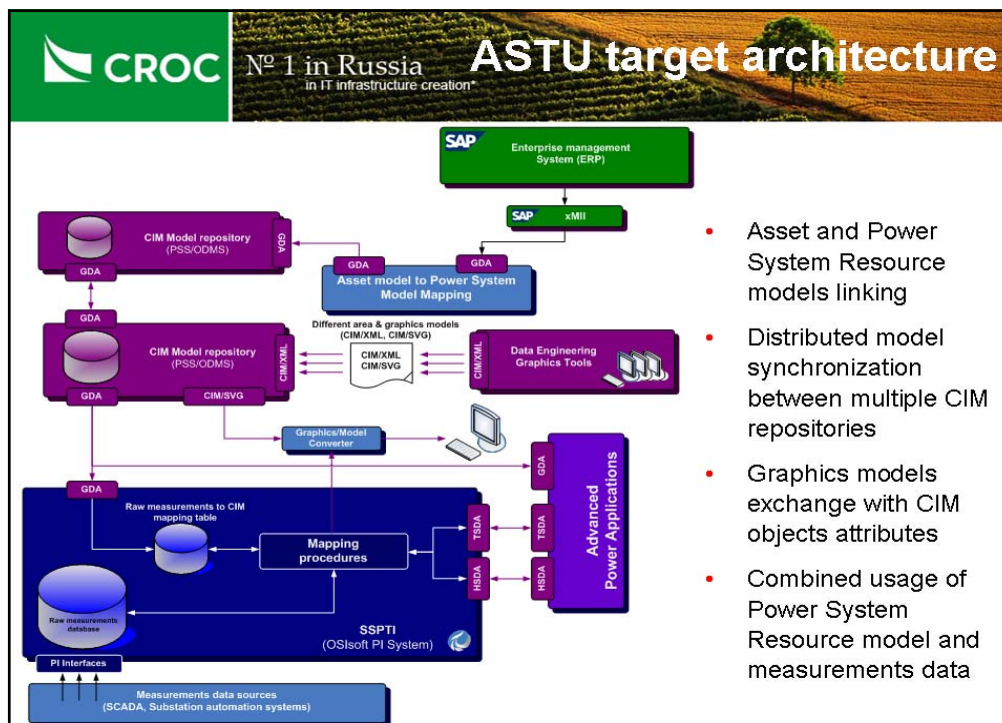 CROC
№ 1 in Russia
in IT infrastructure creation*
ASTU target architecture
SAP
Enterprise management
System (ERP)
SAP
xMII
CIM Model repository
(PSS/ODMS)
GDA
GDA
GDA
GDA
Asset model to Power System
Model Mapping
GDA
CIM Model repository
(PSS/ODMS)
CIM/XML
GDA
CIM/SVG
Different area & graphics models
(CIM/XML, CIM/SVG)
CIM/XML
CIM/SVG
CIM/XML
Data Engineering
Graphics Tools
Graphics/Model
Converter
GDA
Raw measurements to CIM
mapping table
Mapping
procedures
TSDA
HSDA
GDA
TSDA
HSDA
Advanced
Power Applications
Raw measurements
database
SSPTI
(OSIsoft PI System)
PI Interfaces
Measurements data sources
(SCADA, Substation automation systems)
• Asset and Power
System Resource
models linking
• Distributed model
synchronization
between multiple CIM
repositories
• Graphics models
exchange with CIM
objects attributes
• Combined usage of
Power System
Resource model and
measurements data